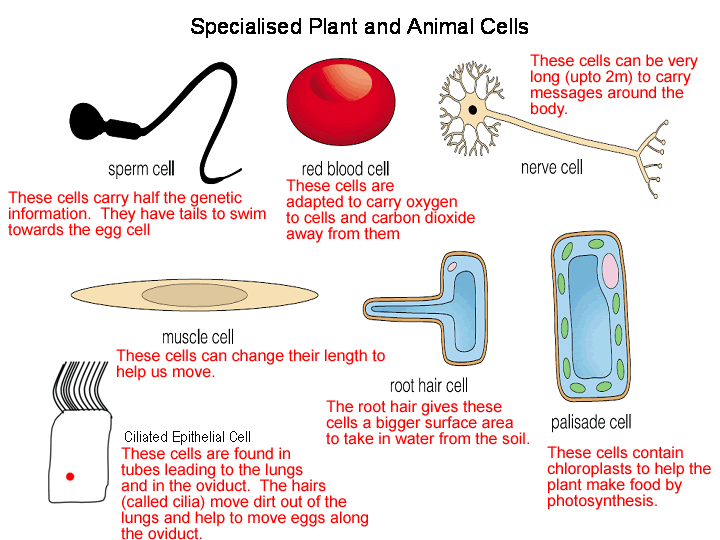 Specialised Plant and Animal Cells
sperm cell
These cells carry half the genetic
information. They have tails to swim
towards the egg cell
red blood cell
These cells are
adapted to carry oxygen
to cells and carbon dioxide
away from them
These cells can be very
long (upto 2m) to carry
messages around the
body.
nerve cell
muscle cell
These cells can change their length to
help us move.
root hair cell
The root hair gives these
cells a bigger surface area
to take in water from the soil.
palisade cell
These cells contain
chloroplasts to help the
plant make food by
photosynthesis.
Ciliated Epithelial Cell
These cells are found in
tubes leading to the lungs
and in the oviduct. The hairs
(called cilia) move dirt out of the
lungs and help to move eggs along
the oviduct.